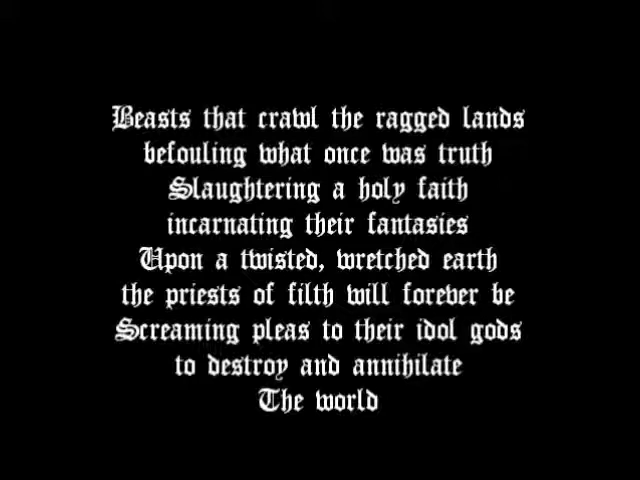 Beasts that crawl the ragged lands
befouling what once was truth
Slaughtering a holy faith
incarnating their fantasies
Upon a twisted, wretched earth
the priests of filth will forever be
Screaming pleas to their idol gods
to destroy and annihilate
The world